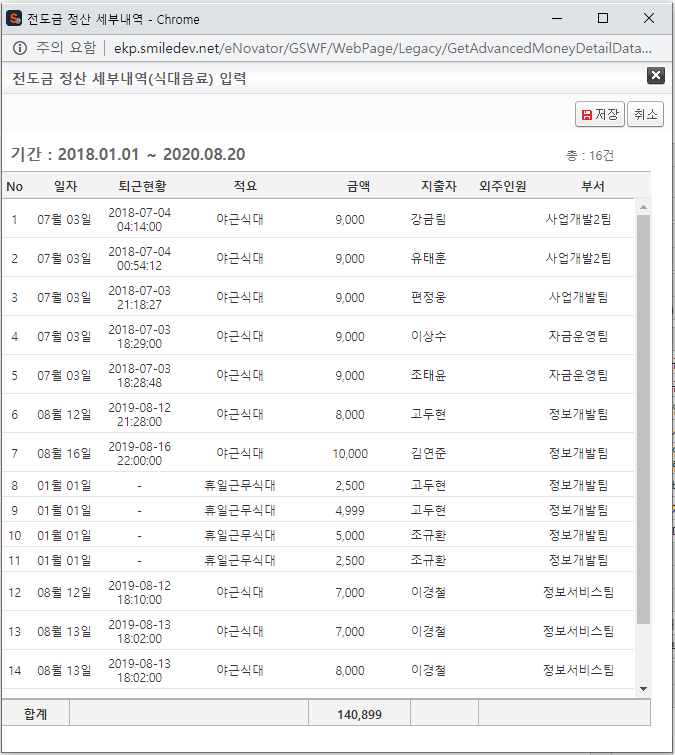 전도금 정산 세부내역 - Chrome
주의 요함 | ekp.smiledev.net/eNovator/GSWF/WebPage/Legacy/GetAdvancedMoneyDetailData...
전도금 정산 세부내역(식대음료) 입력
저장 취소
기간 : 2018.01.01 ~ 2020.08.20 총 : 16건
No 일자 퇴근현황 적요 금액 지출자 외주인원 부서
1 07월 03일 2018-07-04 04:14:00 야근식대 9,000 강금림 사업개발2팀
2 07월 03일 2018-07-04 00:54:12 야근식대 9,000 유태훈 사업개발2팀
3 07월 03일 2018-07-03 21:18:27 야근식대 9,000 편정웅 사업개발팀
4 07월 03일 2018-07-03 18:29:00 야근식대 9,000 이상수 자금운영팀
5 07월 03일 2018-07-03 18:28:48 야근식대 9,000 조태윤 자금운영팀
6 08월 12일 2019-08-12 21:28:00 야근식대 8,000 고두현 정보개발팀
7 08월 16일 2019-08-16 22:00:00 야근식대 10,000 김연준 정보개발팀
8 01월 01일 - 휴일근무식대 2,500 고두현 정보개발팀
9 01월 01일 - 휴일근무식대 4,999 고두현 정보개발팀
10 01월 01일 - 휴일근무식대 5,000 조규환 정보개발팀
11 01월 01일 - 휴일근무식대 2,500 조규환 정보개발팀
12 08월 12일 2019-08-12 18:10:00 야근식대 7,000 이경철 정보서비스팀
13 08월 13일 2019-08-13 18:02:00 야근식대 7,000 이경철 정보서비스팀
14 08월 13일 2019-08-13 18:02:00 야근식대 8,000 이경철 정보서비스팀
합계 140,899